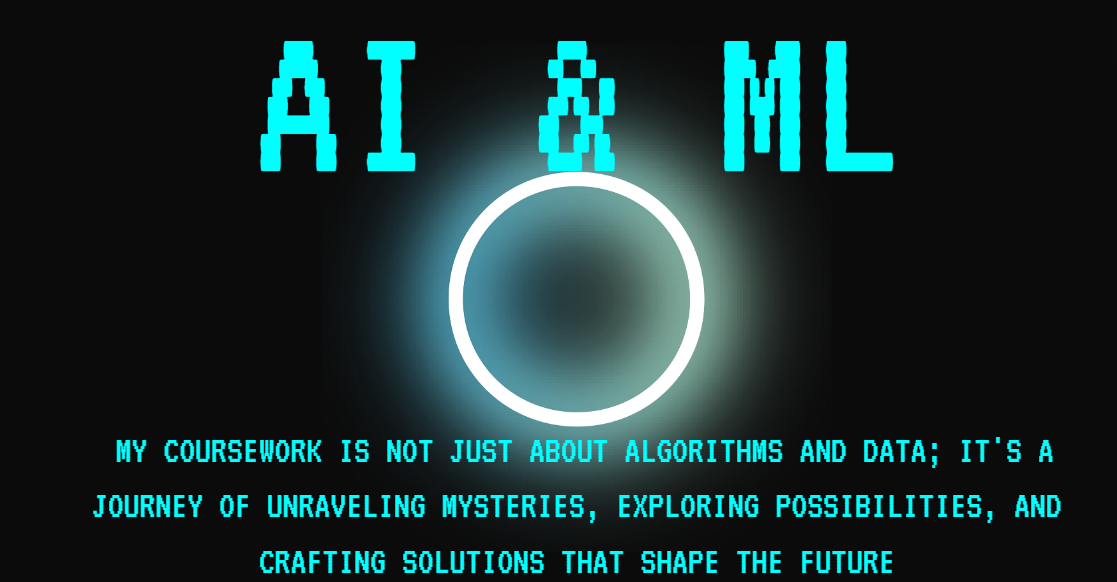 AI & ML
MY COURSEWORK IS NOT JUST ABOUT ALGORITHMS AND DATA; IT'S A
JOURNEY OF UNRAVELING MYSTERIES, EXPLORING POSSIBILITIES, AND
CRAFTING SOLUTIONS THAT SHAPE THE FUTURE